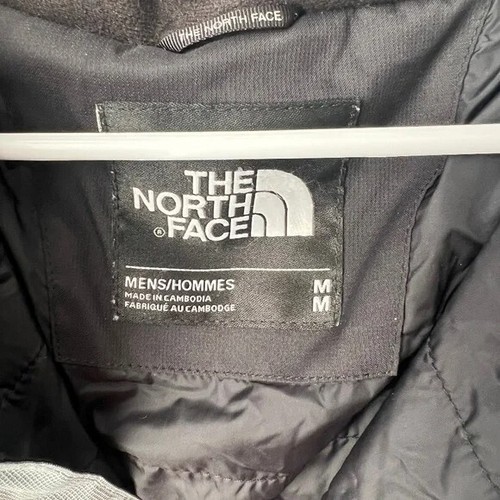 THE NORTH FACE
THE
NORTH
® FACE
MENS/HOMMES M
MADE IN CAMBODIA
FABRIQUÉ AU CAMBODGE M